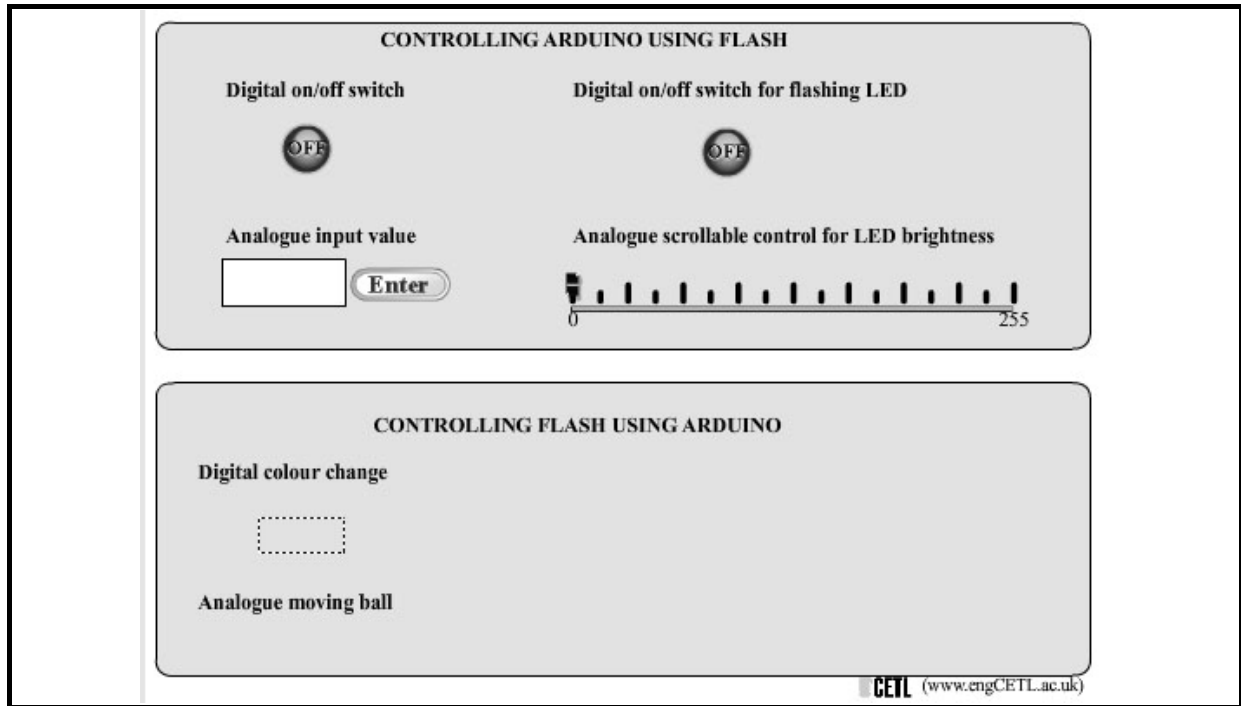 CONTROLLING ARDUINO USING FLASH
Digital on/off switch
Digital on/off switch for flashing LED
OFF
OFF
Analogue input value
Analogue scrollable control for LED brightness
Enter
0
255
CONTROLLING FLASH USING ARDUINO
Digital colour change
Analogue moving ball
CETL (www.engCETL.ac.uk)